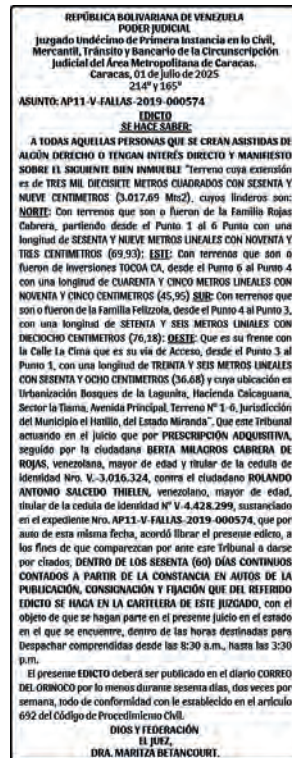 REPÚBLICA BOLIVARIANA DE VENEZUELA
PODER JUDICIAL
Juzgado Undécimo de Primera Instancia en lo Civil,
Mercantil, Tránsito y Bancario de la Circunscripción
Judicial del Área Metropolitana de Caracas.
Caracas, 01 de julio de 2025
214º y 165º
ASUNTO: AP11-V-FALLAS-2019-000574
EDICTO
SE HACE SABER:
A TODAS AQUELLAS PERSONAS QUE SE CREAN ASISTIDAS DE
ALGÚN DERECHO O TENGAN INTERÉS DIRECTO Y MANIFIESTO
SOBRE EL SIGUIENTE BIEN INMUEBLE "Terreno cuya extensión
es de TRES MIL DIECISIETE METROS CUADRADOS CON SESENTA Y
NUEVE CENTIMETROS (3.017,69 Mts2), cuyos linderos son:
NORTE: Con terrenos que son o fueron de la Familia Rojas
Cabrera, partiendo desde el Punto 1 al 6 Punto con una
longitud de SESENTA Y NUEVE METROS LINEALES CON NOVENTA Y
TRES CENTIMETROS (69,93); ESTE: Con terrenos que son o
fueron de inversiones TOCOA CA, desde el Punto 6 al Punto 4
con una longitud de CUARENTA Y CINCO METROS LINEALES CON
NOVENTA Y CINCO CENTIMETROS (45,95) SUR: Con terrenos que
son o fueron de la Familia Felizzola, desde el Punto 4 al Punto 3,
con una longitud de SETENTA Y SEIS METROS LINIALES CON
DIECIOCHO CENTIMETROS (76,18); OESTE: Que es su frente con
la Calle La Cima que es su vía de Acceso, desde el Punto 3 al
Punto 1, con una longitud de TREINTA Y SEIS METROS LINEALES
CON SESENTA Y OCHO CENTIMETROS (36.68) y cuya ubicación es
Urbanización Bosques de la Lagunita, Hacienda Caicaguana,
Sector la Tiama, Avenida Principal, Terreno Nº 1-6, Jurisdicción
del Municipio el Hatillo, del Estado Miranda". Que este Tribunal
actuando en el juicio que por PRESCRIPCIÓN ADQUISITIVA,
seguido por la ciudadana BERTA MILACROS CABRERA DE
ROJAS, venezolana, mayor de edad y titular de la cedula de
identidad Nro. V.-3.016,324, contra el ciudadano ROLANDO
ANTONIO SALCEDO THIELEN, venezolano, mayor de edad,
titular de la cedula de identidad Nº V-4.428.299, sustanciado
en el expediente Nro. AP11-V-FALLAS-2019-000574, que por
auto de esta misma fecha, acordó librar el presente edicto, a
los fines de que comparezcan por ante este Tribunal a darse
por citados, DENTRO DE LOS SESENTA (60) DÍAS CONTINUOS
CONTADOS A PARTIR DE LA CONSTANCIA EN AUTOS DE LA
PUBLICACIÓN, CONSIGNACIÓN Y FIJACIÓN QUE DEL REFERIDO
EDICTO SE HAGA EN LA CARTELERA DE ESTE JUZGADO, con el
objeto de que se hagan parte en el presente juicio en el estado
en el que se encuentre, dentro de las horas destinadas para
Despachar comprendidas desde las 8:30 a.m., hasta las 3:30
p.m.
El presente EDICTO deberá ser publicado en el diario CORREO
DEL ORINOCO por lo menos durante sesenta días, dos veces por
semana, todo de conformidad con le establecido en el artículo
692 del Código de Procedimiento Civil.
DIOS Y FEDERACIÓN
EL JUEZ,
DRA. MARITZA BETANCOURT.